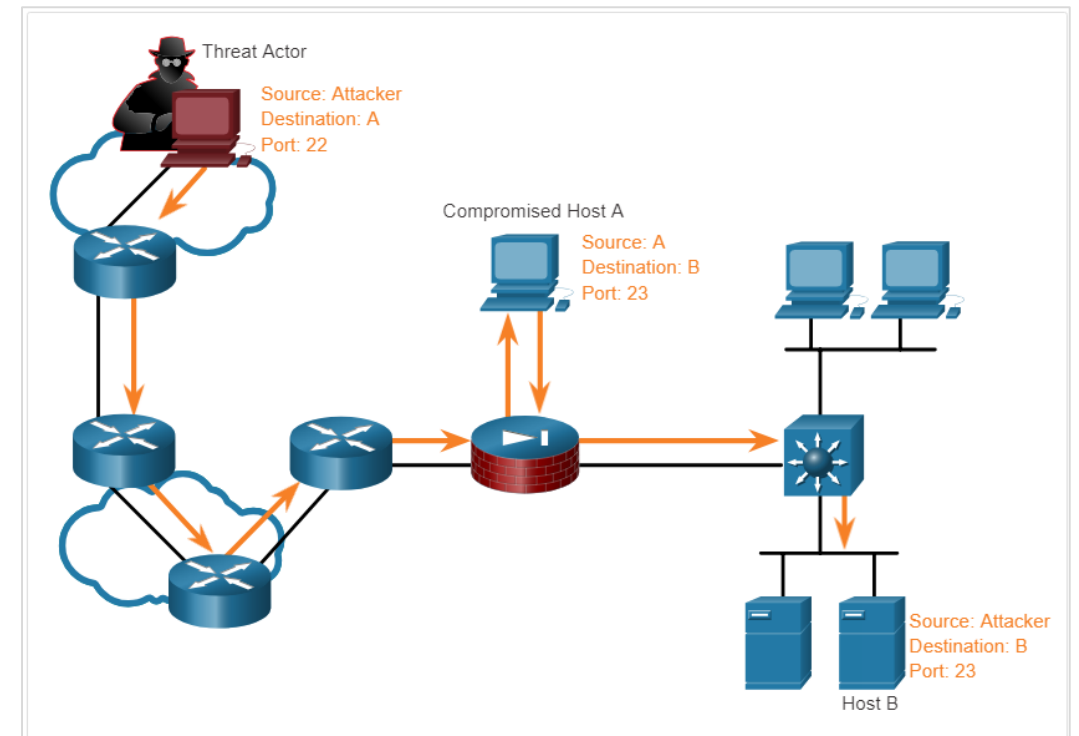 Threat Actor
Source: Attacker
Destination: A
Port: 22
Compromised Host A
Source: A
Destination: B
Port: 23
Source: Attacker
Destination: B
Port: 23
Host B